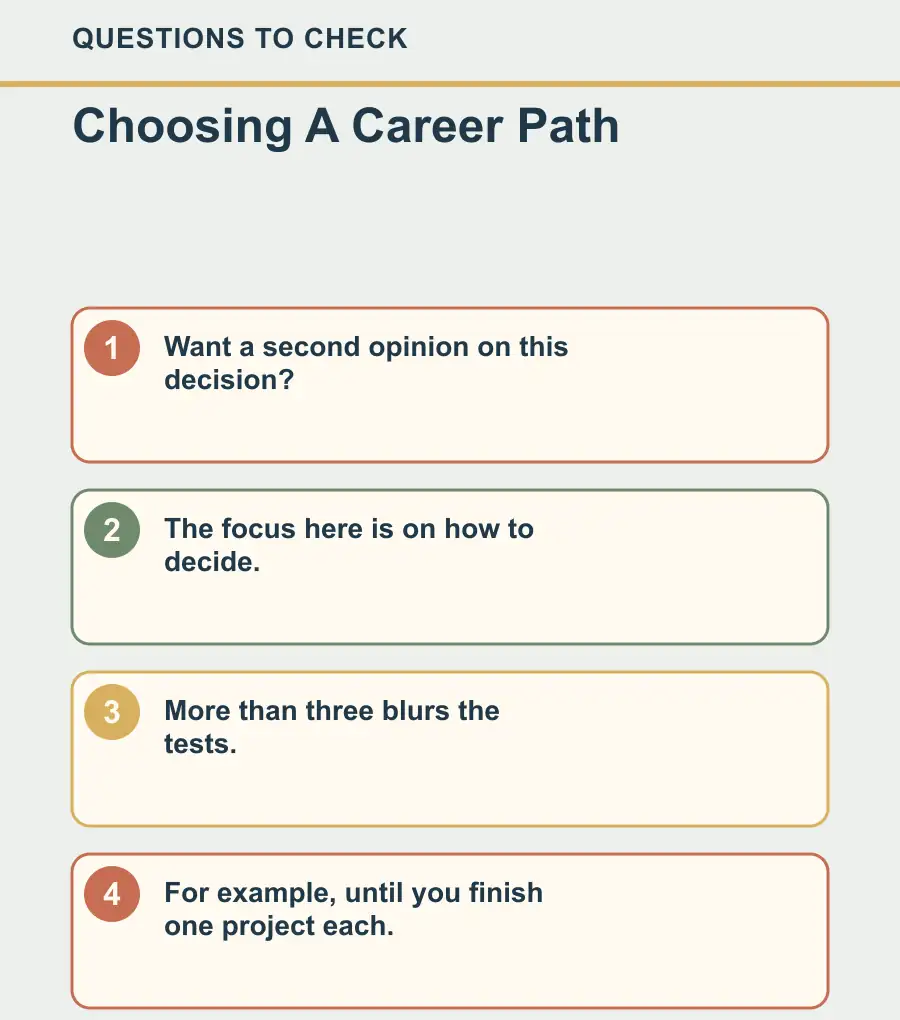 QUESTIONS TO CHECK
Choosing A Career Path
1
Want a second opinion on this
decision?
2
The focus here is on how to
decide.
3
More than three blurs the
tests.
4
For example, until you finish
one project each.